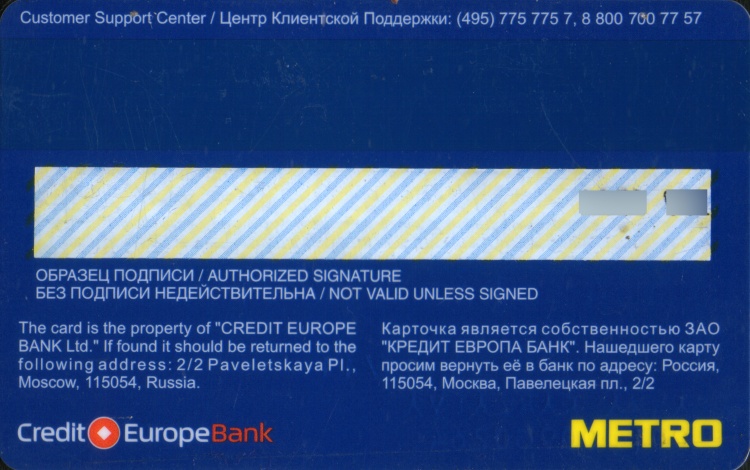 Customer Support Center / Центр Клиентской Поддержки: (495) 775 775 7, 8 800 700 77 57
ОБРАЗЕЦ ПОДПИСИ / AUTHORIZED SIGNATURE
БЕЗ ПОДПИСИ НЕДЕЙСТВИТЕЛЬНА / NOT VALID UNLESS SIGNED
The card is the property of "CREDIT EUROPE
BANK Ltd." If found it should be returned to the
following address: 2/2 Paveletskaya Pl.,
Moscow, 115054, Russia.
Карточка является собственностью ЗАО
"КРЕДИТ ЕВРОПА БАНК". Нашедшего карту
просим вернуть её в банк по адресу: Россия,
115054, Москва, Павелецкая пл., 2/2
Credit EuropeBank
METRO